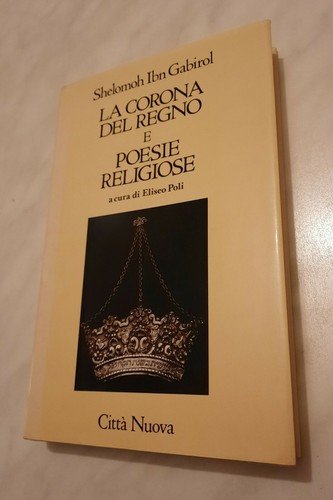 Shelomoh Ibn Gabirol
LA CORONA
DEL REGNO
E
POESIE
RELIGIOSE
a cura di Eliseo Poli
Città Nuova